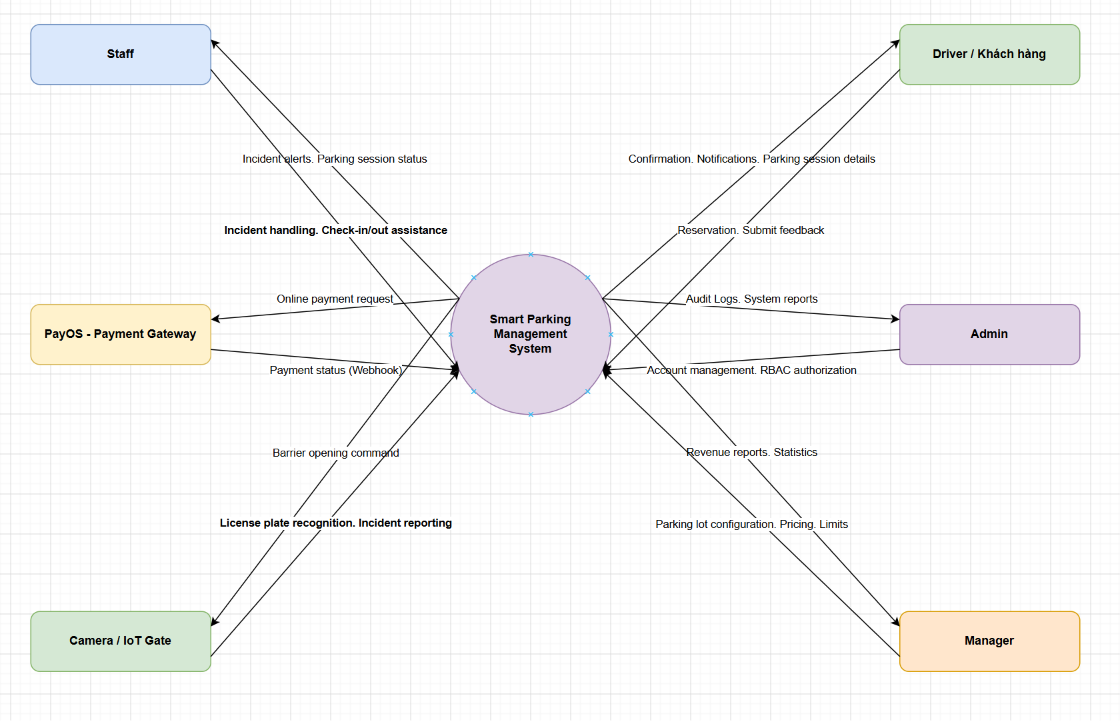 Staff
Driver / Khách hàng
Incident alerts. Parking session status
Confirmation. Notifications. Parking session details
Incident handling. Check-in/out assistance
Reservation. Submit feedback
Online payment request
Audit Logs. System reports
PayOS - Payment Gateway
Smart Parking
Management
System
Admin
Payment status (Webhook)
Account management. RBAC authorization
Barrier opening command
Revenue reports. Statistics
License plate recognition. Incident reporting
Parking lot configuration. Pricing. Limits
Camera / IoT Gate
Manager